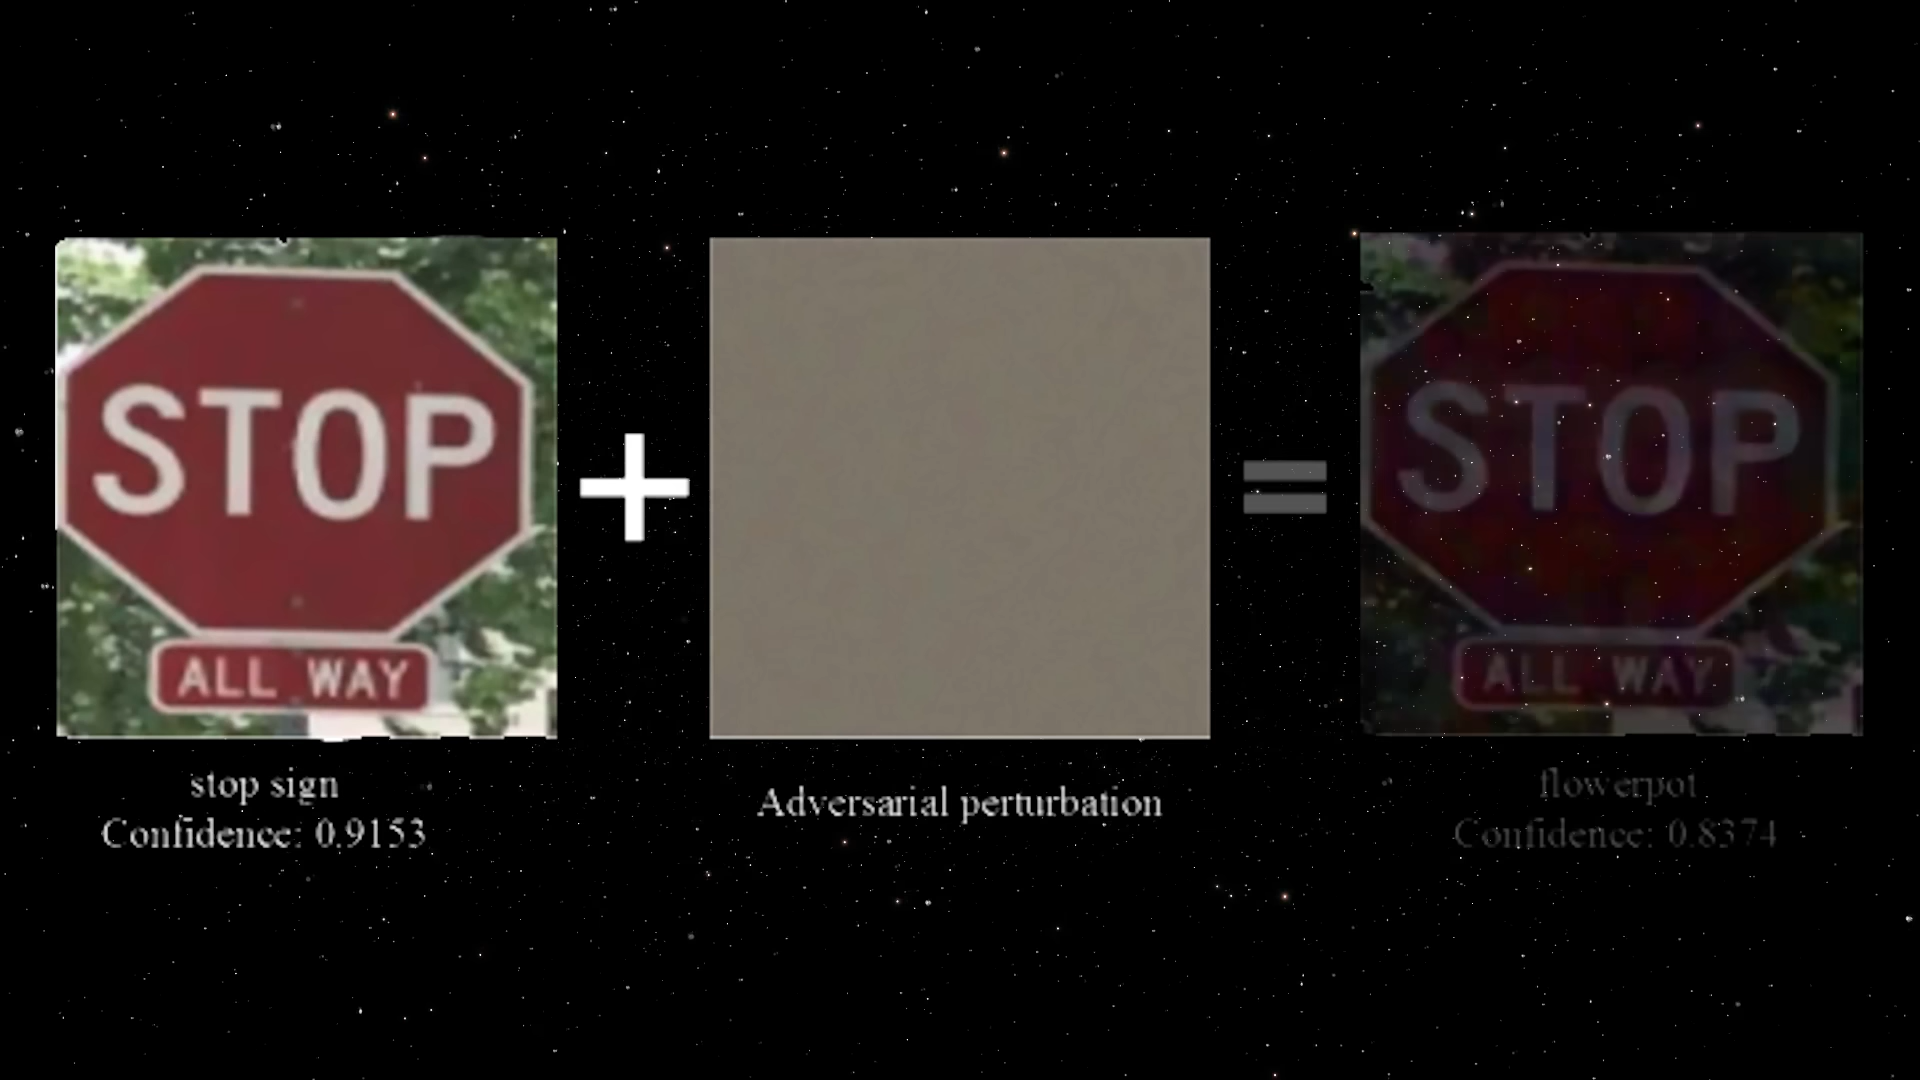 STOP
ALL WAY
stop sign
Confidence: 0.9153
+
Adversarial perturbation
=
STOP
ALL WAY
flowerpot
Confidence: 0.8374